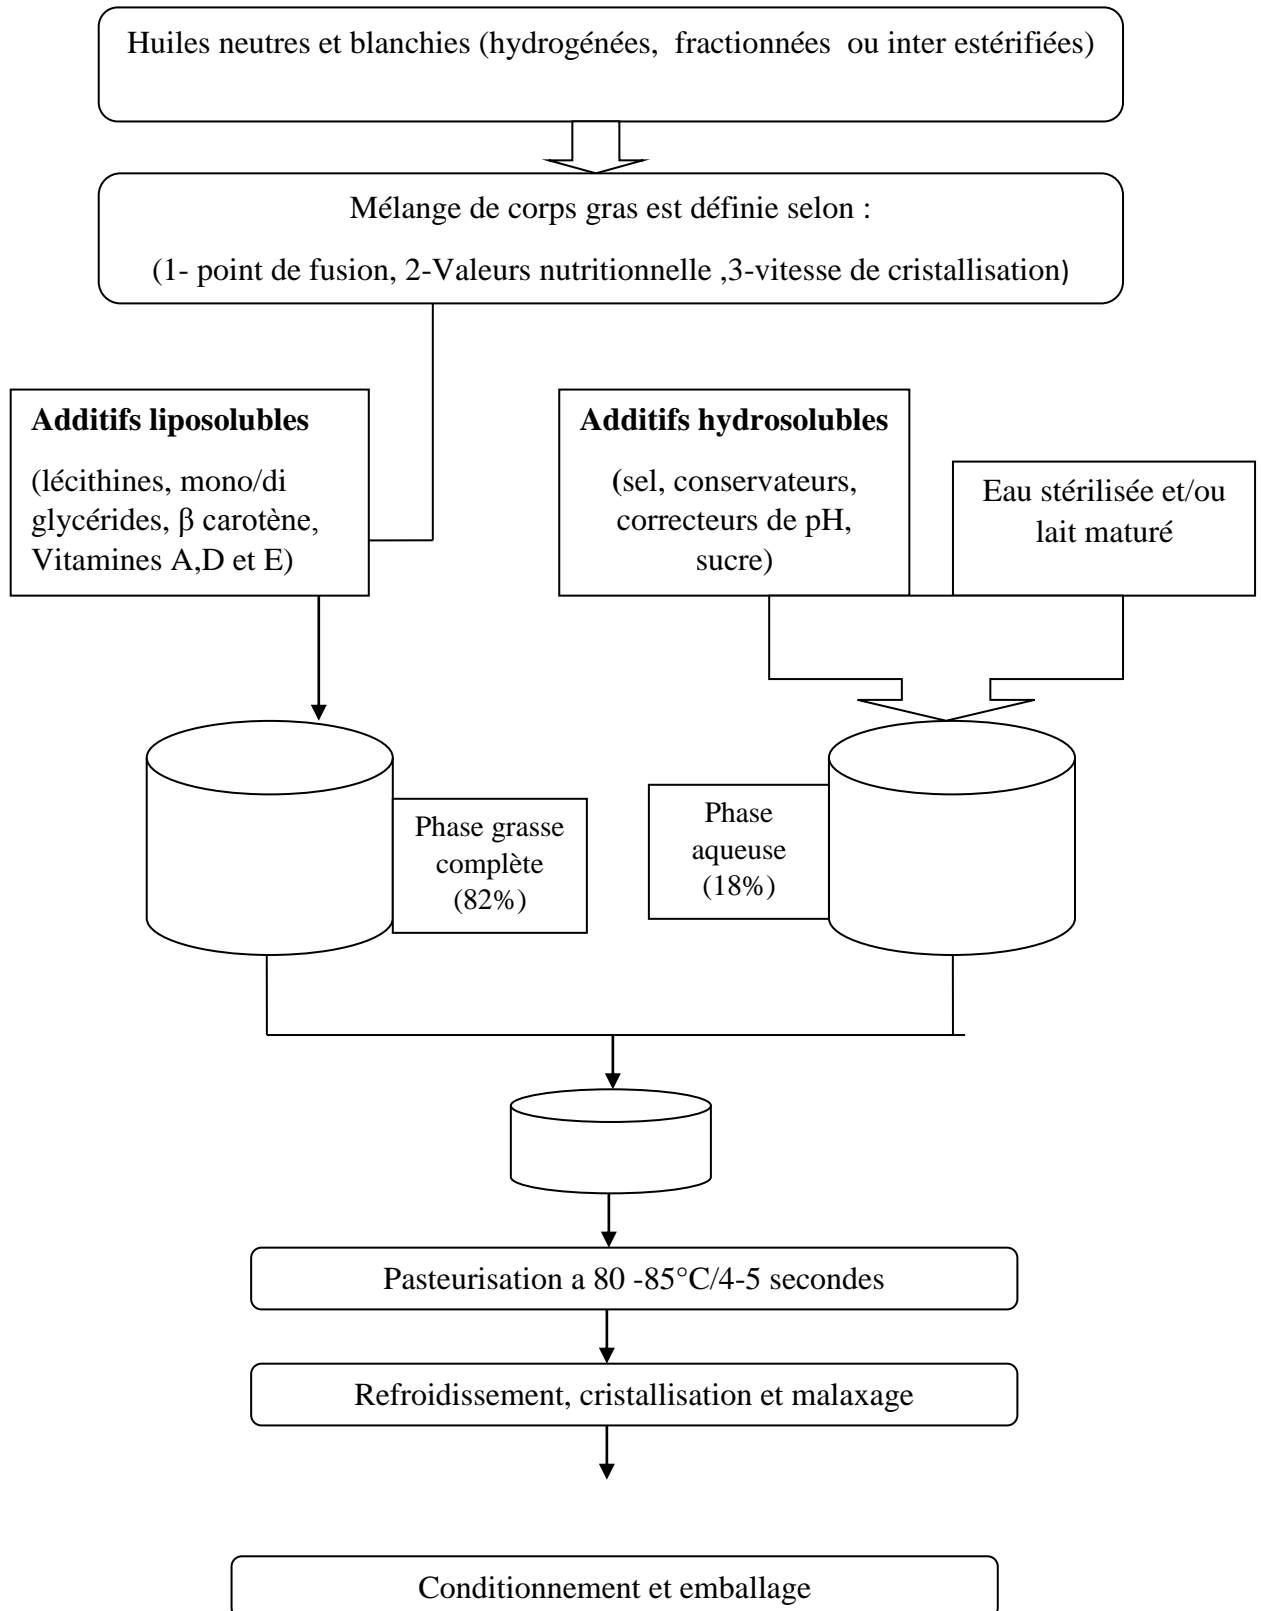 Huiles neutres et blanchies (hydrogénées, fractionnées ou inter estérifiées)
Mélange de corps gras est définie selon :
(1- point de fusion, 2-Valeurs nutritionnelle ,3-vitesse de cristallisation)
Additifs liposolubles
(lécithines, mono/di
glycérides, β carotène,
Vitamines A,D et E)
Additifs hydrosolubles
(sel, conservateurs,
correcteurs de pH,
sucre)
Eau stérilisée et/ou
lait maturé
Phase grasse
complète
(82%)
Phase
aqueuse
(18%)
Pasteurisation a 80 -85°C/4-5 secondes
Refroidissement, cristallisation et malaxage
Conditionnement et emballage